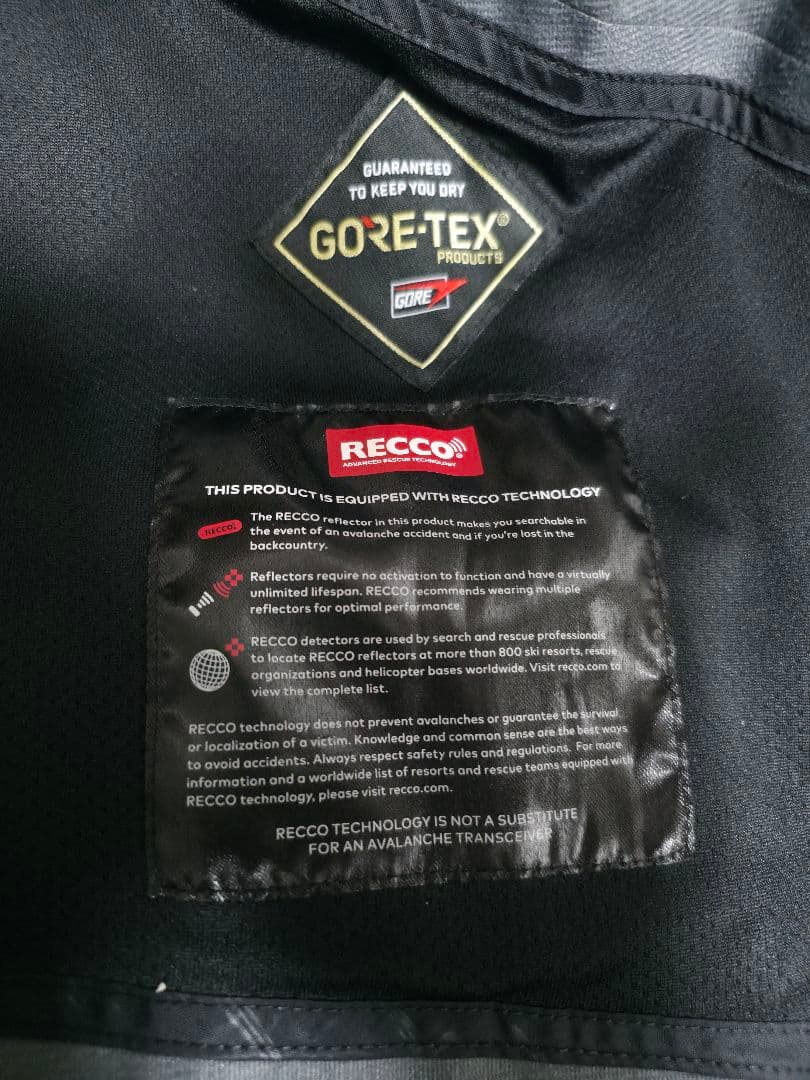 GUARANTEED
TO KEEP YOU DRY
GORE-TEX®
PRODUCTS
GORE
RECCO
ADVANCED RESCUE TECHNOLOGY
THIS PRODUCT IS EQUIPPED WITH RECCO TECHNOLOGY
RECCO
The RECCO reflector in this product makes you searchable in
the event of an avalanche accident and if you're lost in the
backcountry.
Reflectors require no activation to function and have a virtually
unlimited lifespan. RECCO recommends wearing multiple
reflectors for optimal performance.
RECCO detectors are used by search and rescue professionals
to locate RECCO reflectors at more than 800 ski resorts, rescue
organizations and helicopter bases worldwide. Visit recco.com to
view the complete list.
RECCO technology does not prevent avalanches or guarantee the survival
or localization of a victim. Knowledge and common sense are the best ways
to avoid accidents. Always respect safety rules and regulations. For more
information and a worldwide list of resorts and rescue teams equipped with
RECCO technology, please visit recco.com.
RECCO TECHNOLOGY IS NOT A SUBSTITUTE
FOR AN AVALANCHE TRANSCEIVER